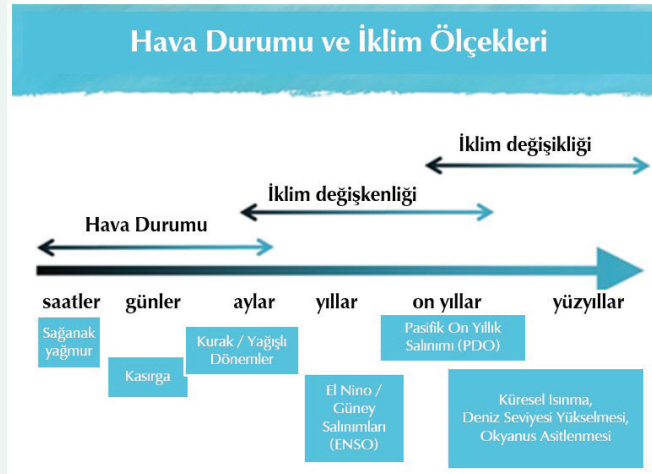 Hava Durumu ve İklim Ölçekleri
İklim değişikliği
İklim değişkenliği
Hava Durumu
saatler günler aylar yıllar on yıllar yüzyıllar
Sağanak
yağmur
Kasırga
Kurak / Yağışlı
Dönemler
El Nino /
Güney
Salınımları
(ENSO)
Pasifik On Yıllık
Salınımı (PDO)
Küresel Isınma,
Deniz Seviyesi Yükselmesi,
Okyanus Asitlenmesi